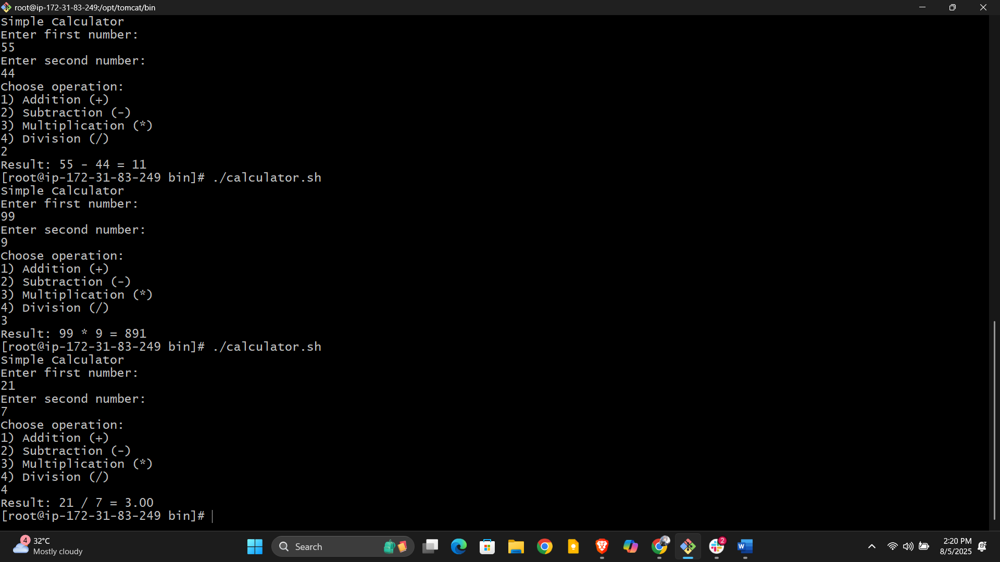 root@ip-172-31-83-249:/opt/tomcat/bin
Simple Calculator
Enter first number:
55
Enter second number:
44
Choose operation:
1) Addition (+)
2) Subtraction (-)
3) Multiplication (*)
4) Division (/)
2
Result: 55 - 44 = 11
[root@ip-172-31-83-249 bin]# ./calculator.sh
Simple Calculator
Enter first number:
99
Enter second number:
9
Choose operation:
1) Addition (+)
2) Subtraction (-)
3) Multiplication (*)
4) Division (/)
3
Result: 99 * 9 = 891
[root@ip-172-31-83-249 bin]# ./calculator.sh
Simple Calculator
Enter first number:
21
Enter second number:
7
Choose operation:
1) Addition (+)
2) Subtraction (-)
3) Multiplication (*)
4) Division (/)
4
Result: 21 / 7 = 3.00
[root@ip-172-31-83-249 bin]#
4
32°C
Mostly cloudy
Search
2
W
2:20 PM
8/5/2025